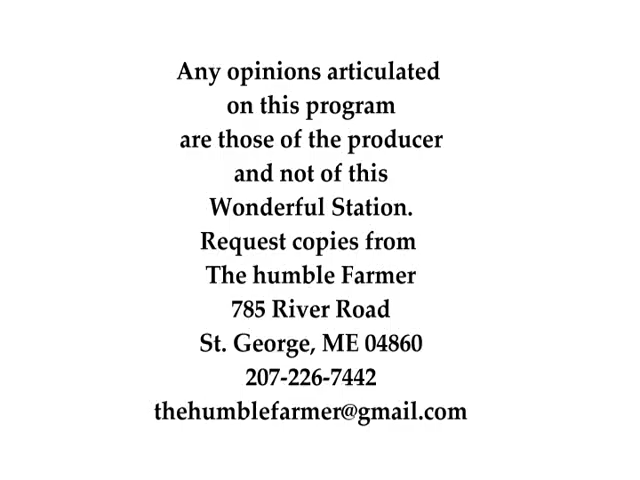 Any opinions articulated
on this program
are those of the producer
and not of this
Wonderful Station.
Request copies from
The humble Farmer
785 River Road
St. George, ME 04860
207-226-7442
thehumblefarmer@gmail.com